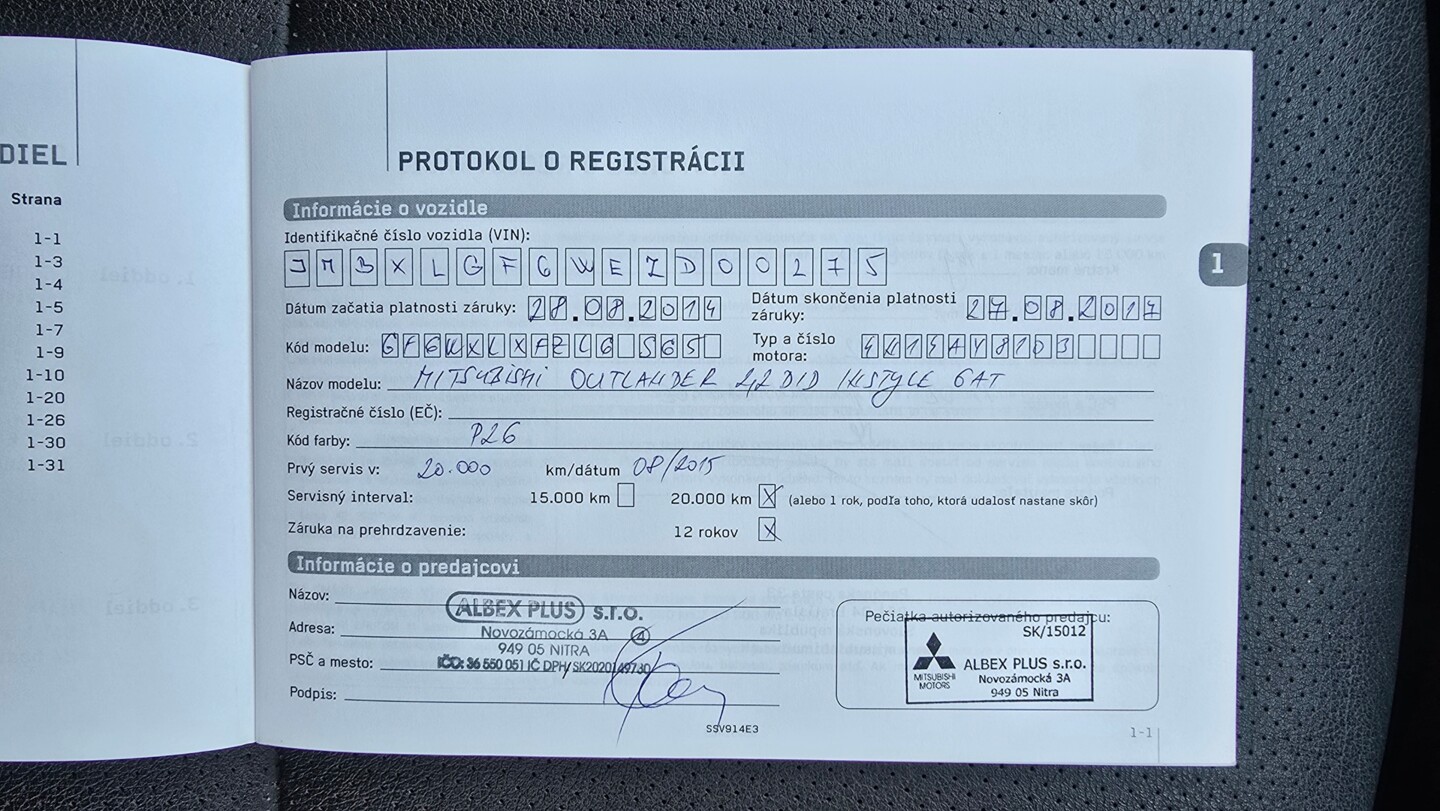 DIEL
Strana
1-1
1-3
1-4
1-5
1-7
1-9
1-10
1-20
1-26
1-30
1-31
PROTOKOL O REGISTRÁCII
Informácie o vozidle
Identifikačné číslo vozidla (VIN):
JMBXLGF6WEZD00275
Dátum začatia platnosti záruky: 28.08.2014
Dátum skončenia platnosti záruky: 27.08.2017
Kód modelu: GF6WXLXFZL6 S65
Typ a číslo motora:
Názov modelu: MITSUBISHI OUTLANDER 2,2 DID INSTYLE 6AT
Registračné číslo (EČ):
Kód farby: P26
Prvý servis v: 20.000 km/dátum 08/2015
Servisný interval: 15.000 km 20.000 km X (alebo 1 rok, podľa toho, ktorá udalosť nastane skôr)
Záruka na prehrdzavenie: 12 rokov X
Informácie o predajcovi
Názov: ALBEX PLUS s.r.o.
Adresa: Novozámocká 3A 4
949 05 NITRA
PSČ a mesto: IČO: 36 550 051 IČ DPH/SK2020149730
Podpis:
Pečiatka autorizovaného predajcu:
SK/15012
MITSUBISHI
MOTORS
ALBEX PLUS s.r.o.
Novozámocká 3A
949 05 Nitra
SSV914E3
1-1
1